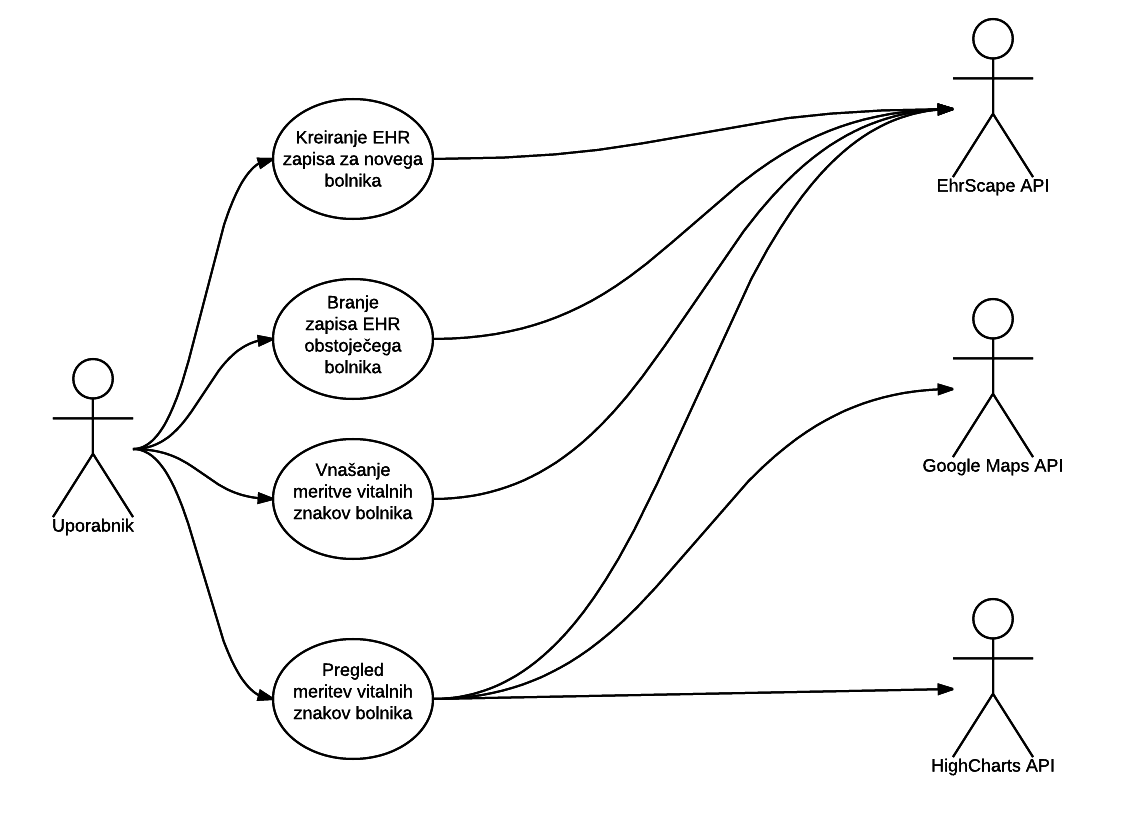 Kreiranje EHR
zapisa za novega
bolnika
EhrScape API
Branje
zapisa EHR
obstoječega
bolnika
Google Maps API
Vnašanje
meritve vitalnih
znakov bolnika
Uporabnik
Pregled
meritev vitalnih
znakov bolnika
HighCharts API